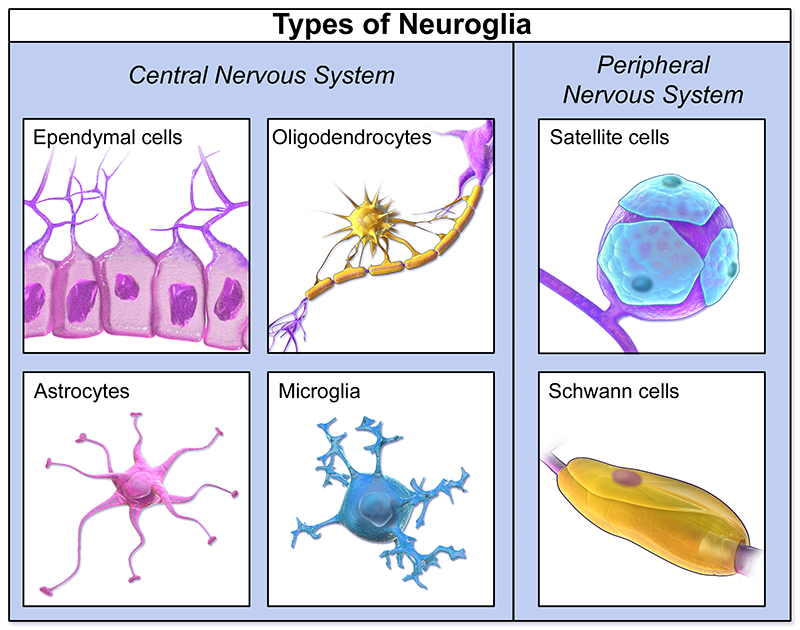 Types of Neuroglia
Central Nervous System
Peripheral
Nervous System
Ependymal cells
Oligodendrocytes
Satellite cells
Astrocytes
Microglia
Schwann cells